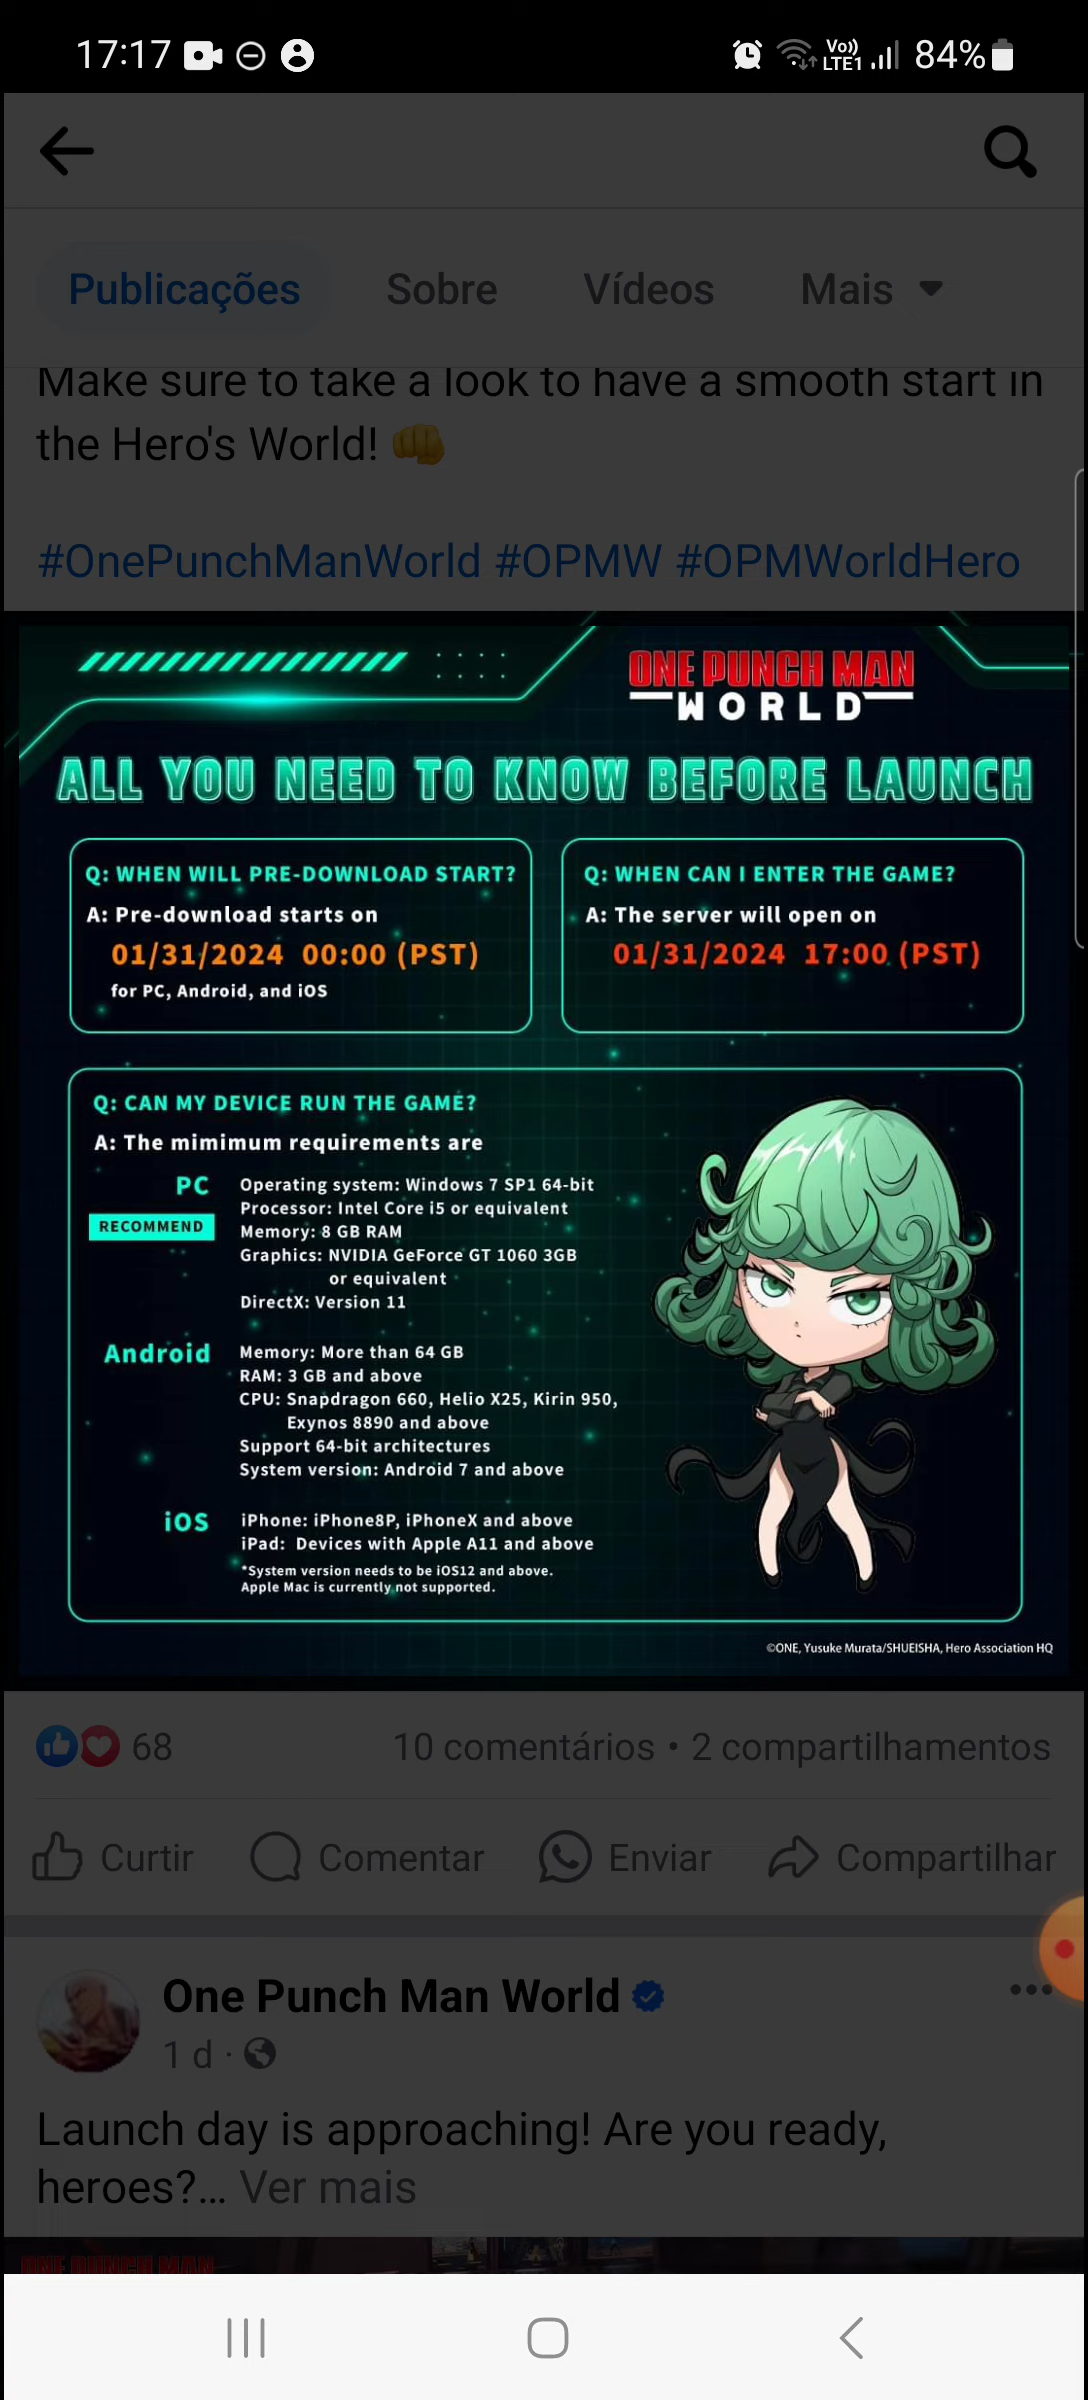 17:17
Vo))
LTE1
84%
Publicações Sobre Vídeos Mais
Make sure to take a look to have a smooth start in
the Hero's World! 👊
#OnePunchManWorld #OPMW #OPMWorldHero
ONE PUNCH MAN
WORLD
ALL YOU NEED TO KNOW BEFORE LAUNCH
Q: WHEN WILL PRE-DOWNLOAD START?
A: Pre-download starts on
01/31/2024 00:00 (PST)
for PC, Android, and iOS
Q: WHEN CAN I ENTER THE GAME?
A: The server will open on
01/31/2024 17:00 (PST)
Q: CAN MY DEVICE RUN THE GAME?
A: The mimimum requirements are
PC
RECOMMEND
Operating system: Windows 7 SP1 64-bit
Processor: Intel Core i5 or equivalent
Memory: 8 GB RAM
Graphics: NVIDIA GeForce GT 1060 3GB
or equivalent
DirectX: Version 11
Android
Memory: More than 64 GB
RAM: 3 GB and above
CPU: Snapdragon 660, Helio X25, Kirin 950,
Exynos 8890 and above
Support 64-bit architectures
System version: Android 7 and above
iOS
iPhone: iPhone8P, iPhoneX and above
iPad: Devices with Apple A11 and above
*System version needs to be iOS12 and above.
Apple Mac is currently not supported.
©ONE, Yusuke Murata/SHUEISHA, Hero Association HQ
68
10 comentários • 2 compartilhamentos
Curtir Comentar Enviar Compartilhar
One Punch Man World
1 d ·
Launch day is approaching! Are you ready,
heroes?... Ver mais
ONE PUNCH MAN